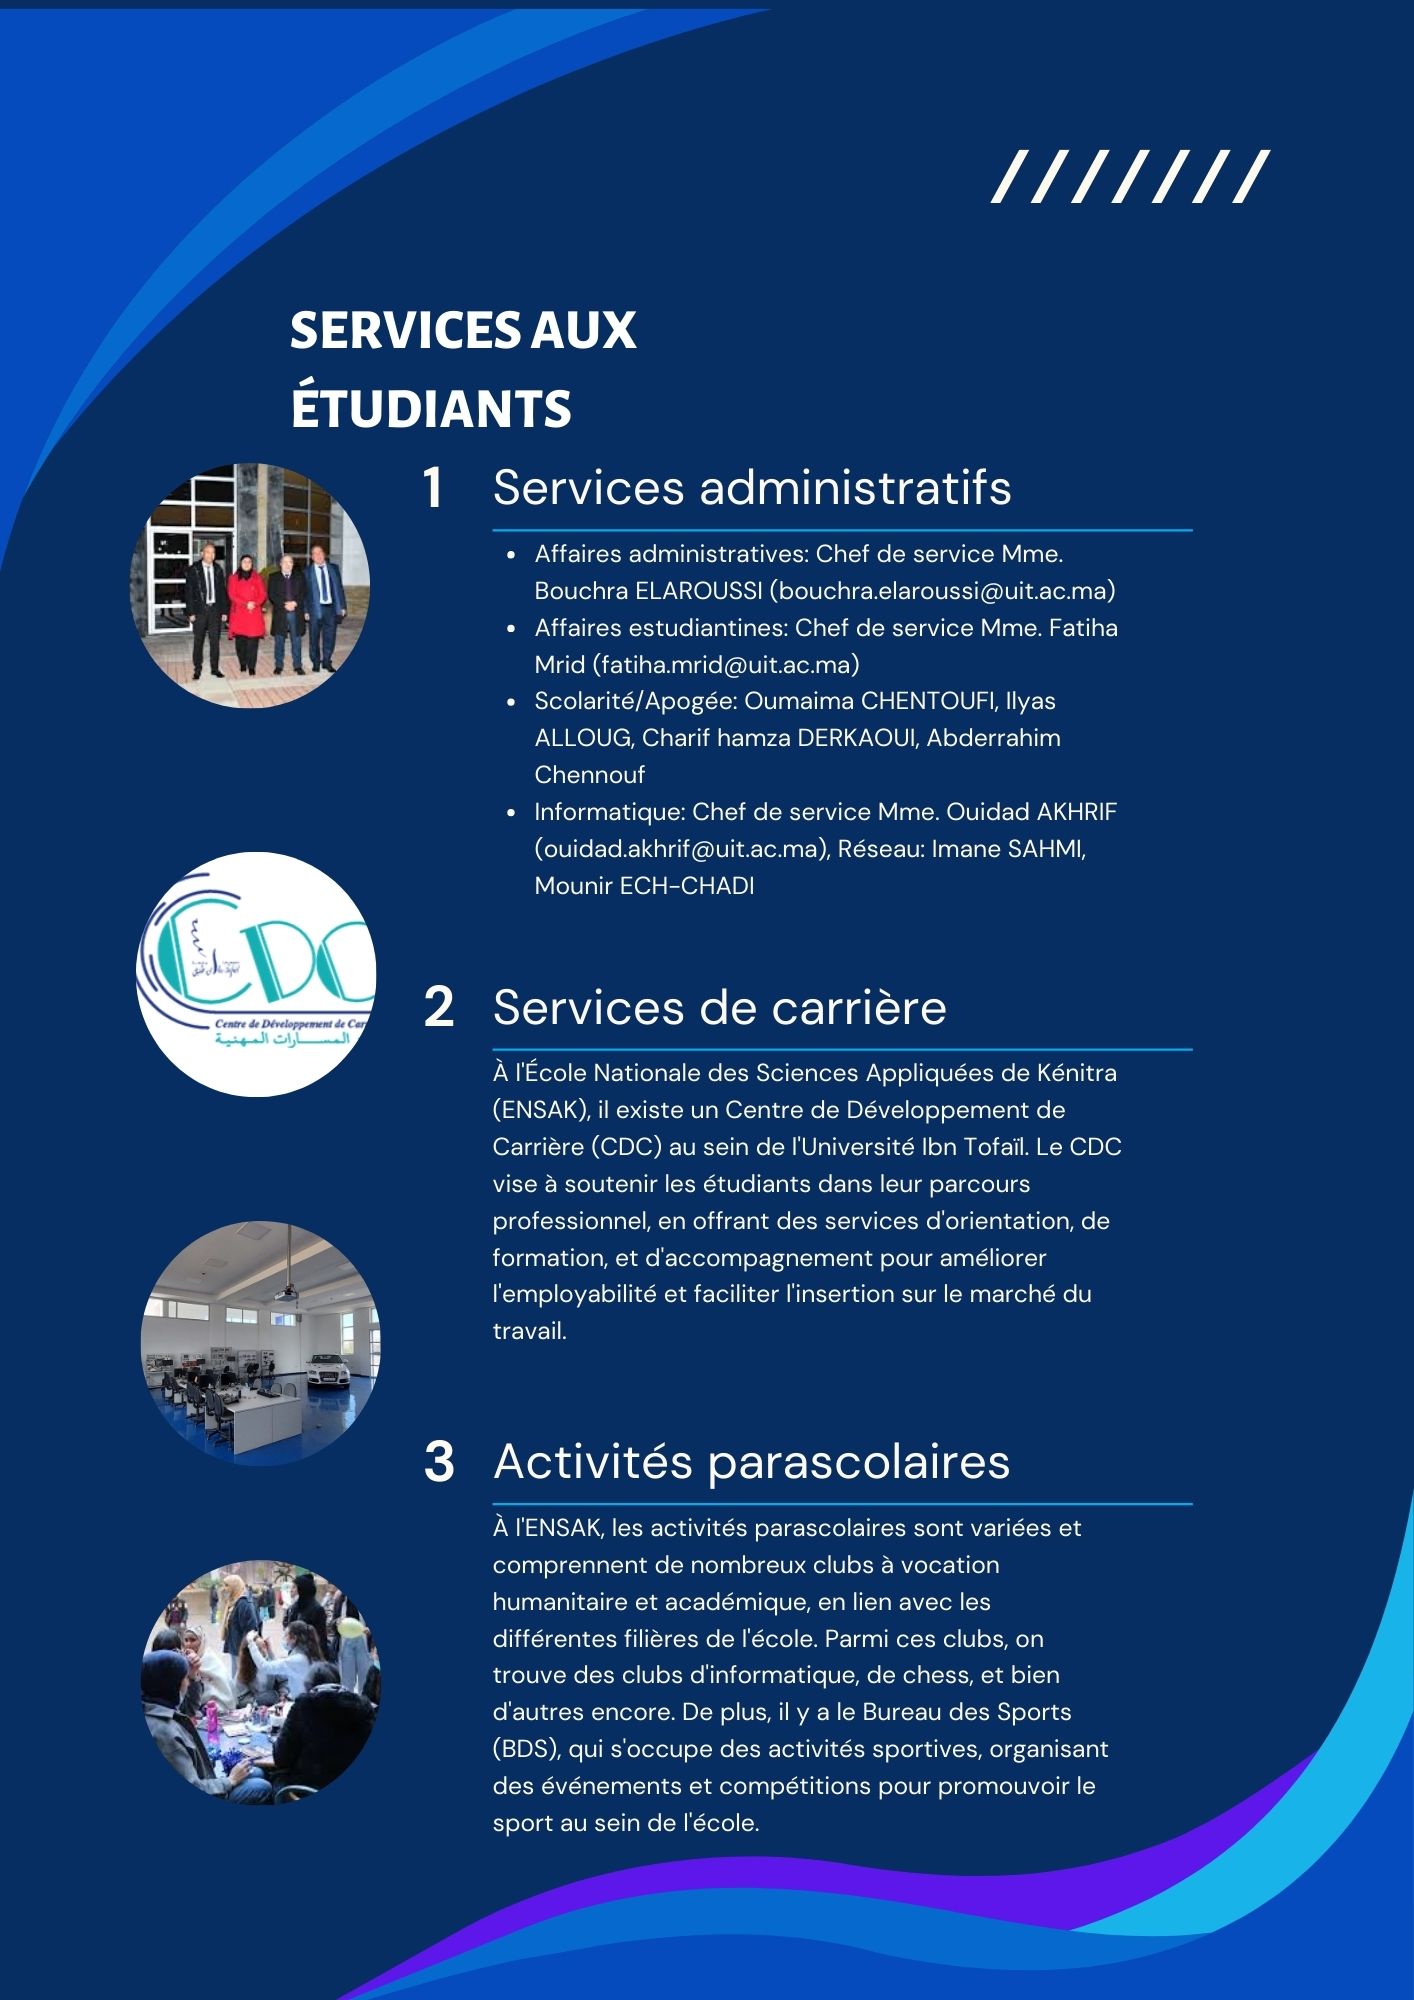 SERVICES AUX
ÉTUDIANTS
1 Services administratifs
• Affaires administratives: Chef de service Mme.
Bouchra ELAROUSSI (bouchra.elaroussi@uit.ac.ma)
• Affaires estudiantines: Chef de service Mme. Fatiha
Mrid (fatiha.mrid@uit.ac.ma)
• Scolarité/Apogée: Oumaima CHENTOUFI, Ilyas
ALLOUG, Charif hamza DERKAOUI, Abderrahim
Chennouf
• Informatique: Chef de service Mme. Ouidad AKHRIF
(ouidad.akhrif@uit.ac.ma), Réseau: Imane SAHMI,
Mounir ECH-CHADI
CDC
Centre de Développement de Car
المسارات المهنية
2 Services de carrière
À l'École Nationale des Sciences Appliquées de Kénitra
(ENSAK), il existe un Centre de Développement de
Carrière (CDC) au sein de l'Université Ibn Tofaïl. Le CDC
vise à soutenir les étudiants dans leur parcours
professionnel, en offrant des services d'orientation, de
formation, et d'accompagnement pour améliorer
l'employabilité et faciliter l'insertion sur le marché du
travail.
3 Activités parascolaires
À l'ENSAK, les activités parascolaires sont variées et
comprennent de nombreux clubs à vocation
humanitaire et académique, en lien avec les
différentes filières de l'école. Parmi ces clubs, on
trouve des clubs d'informatique, de chess, et bien
d'autres encore. De plus, il y a le Bureau des Sports
(BDS), qui s'occupe des activités sportives, organisant
des événements et compétitions pour promouvoir le
sport au sein de l'école.